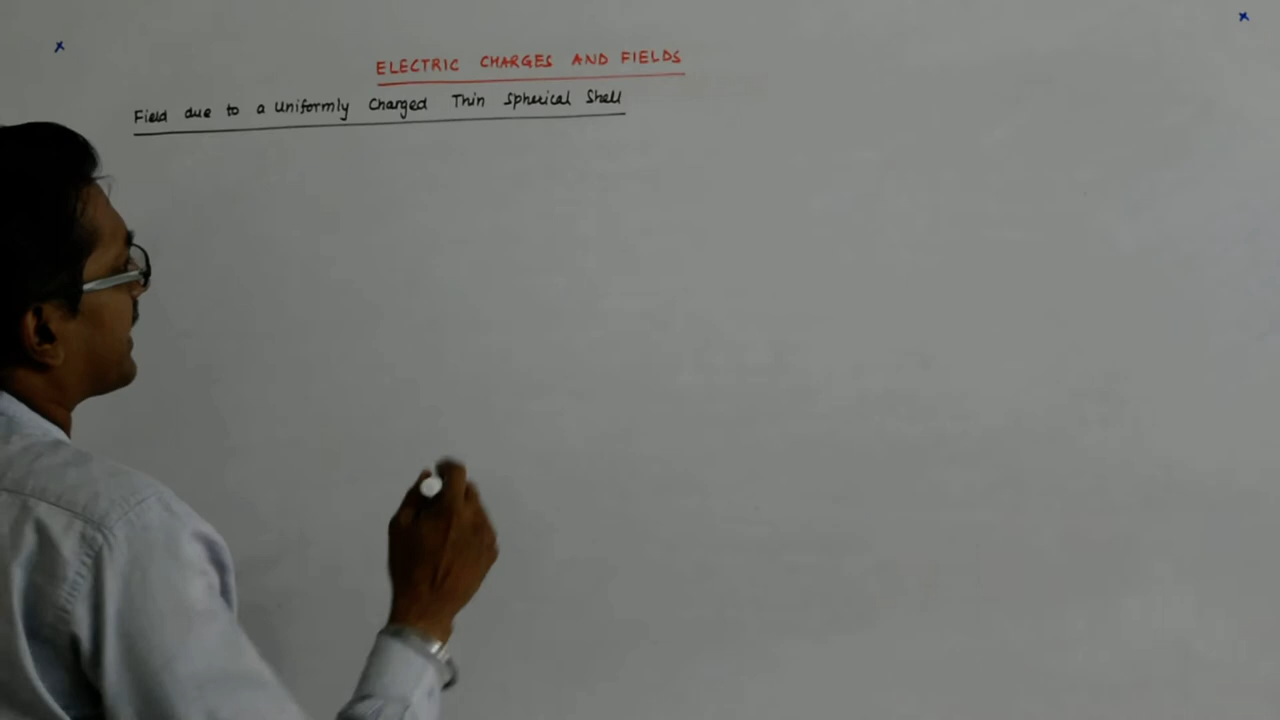 ELECTRIC CHARGES AND FIELDS
Field due to a Uniformly Charged Thin Spherical Shell